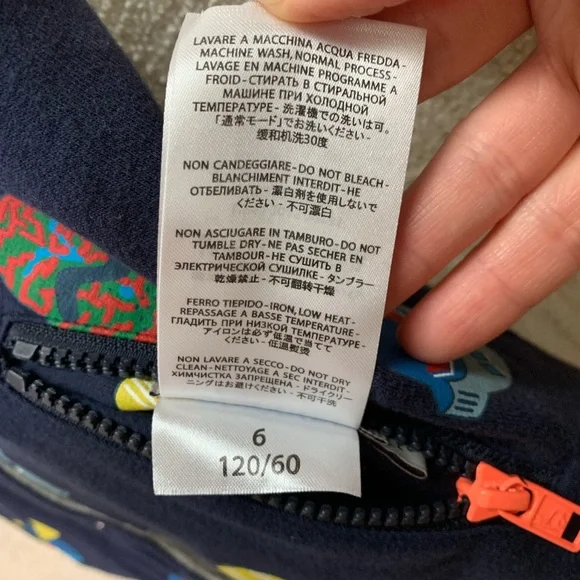 LAVARE A MACCHINA ACQUA FREDDA-
MACHINE WASH, NORMAL PROCESS-
LAVAGE EN MACHINE PROGRAMME A
FROID-СТИРАТЬ В СТИРАЛЬНОЙ
МАШИНЕ ПРИ ХОЛОДНОЙ
ТЕМПЕРАТУРЕ-洗濯機での洗いは可。
「通常モード」でお洗いください-
缓和机洗30度
NON CANDEGGIARE-DO NOT BLEACH-
BLANCHIMENT INTERDIT-НЕ
ОТБЕЛИВАТЬ-漂白剤を使用しないで
ください-不可漂白
NON ASCIUGARE IN TAMBURO-DO NOT
TUMBLE DRY-NE PAS SECHER EN
TAMBOUR-НЕ СУШИТЬ В
ЭЛЕКТРИЧЕСКОЙ СУШИЛКЕ-タンブラー
乾燥禁止-不可翻转干燥
FERRO TIEPIDO-IRON, LOW HEAT-
REPASSAGE A BASSE TEMPERATURE-
ГЛАДИТЬ ПРИ НИЗКОЙ ТЕМПЕРАТУРЕ-
アイロンは必ず低温で当てて
ください-低温熨烫
NON LAVARE A SECCO-DO NOT DRY
CLEAN-NETTOYAGE A SEC INTERDIT-
ХИМЧИСТКА ЗАПРЕЩЕНА-ドライクリー
ニングはお避けください-不可干洗
6
120/60